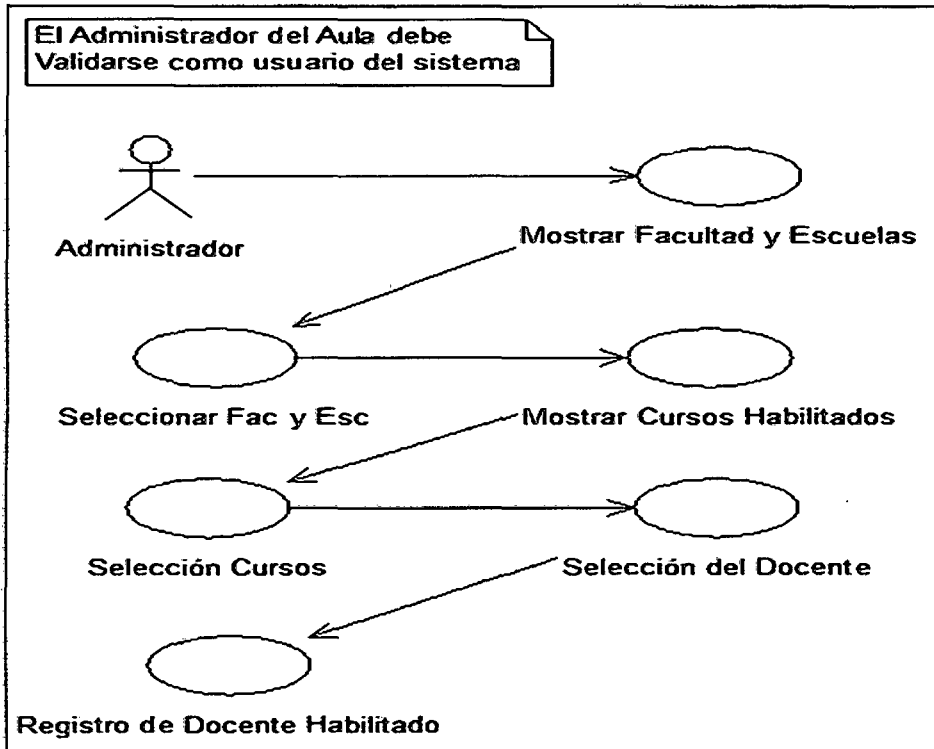 El Administrador del Aula debe
Validarse como usuario del sistema
Administrador
Mostrar Facultad y Escuelas
Seleccionar Fac y Esc
Mostrar Cursos Habilitados
Selección Cursos
Selección del Docente
Registro de Docente Habilitado